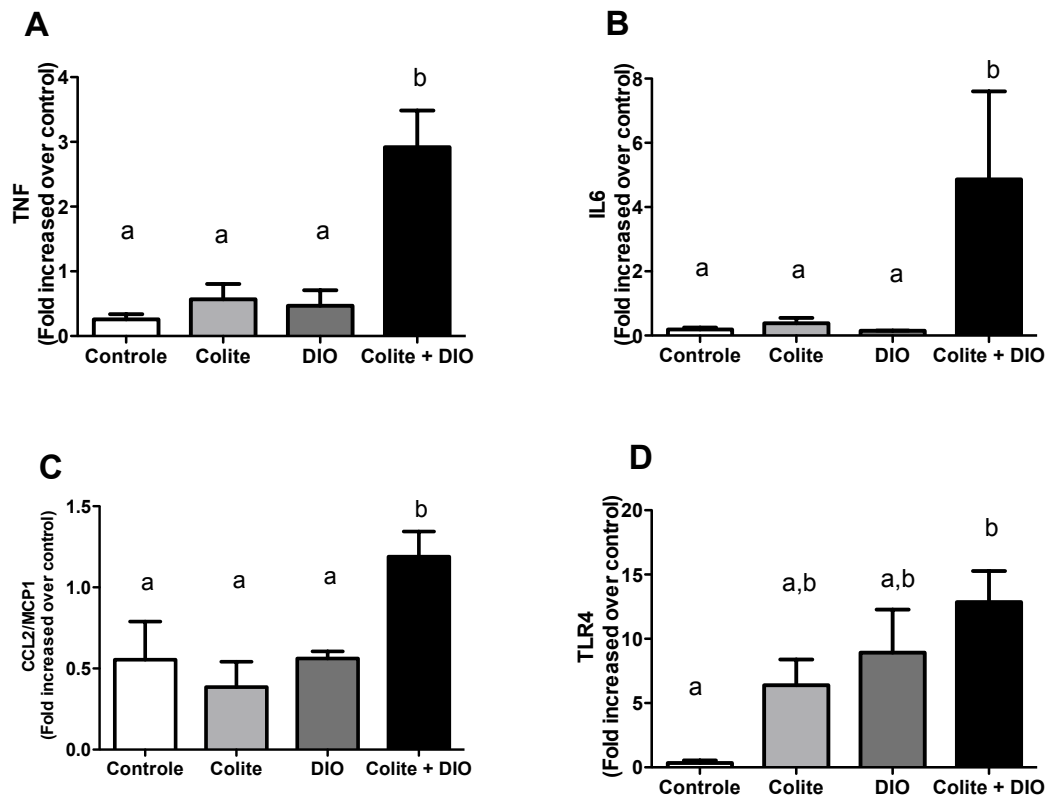 A
TNF
(Fold increased over control)
4
3
2
1
0
a
a
a
b
Controle
Colite
DIO
Colite + DIO
B
IL6
(Fold increased over control)
8
6
4
2
0
a
a
a
b
Controle
Colite
DIO
Colite + DIO
C
CCL2/MCP1
(Fold increased over control)
1.5
1.0
0.5
0.0
a
a
a
b
Controle
Colite
DIO
Colite + DIO
D
TLR4
(Fold increased over control)
20
15
10
5
0
a
a,b
a,b
b
Controle
Colite
DIO
Colite + DIO